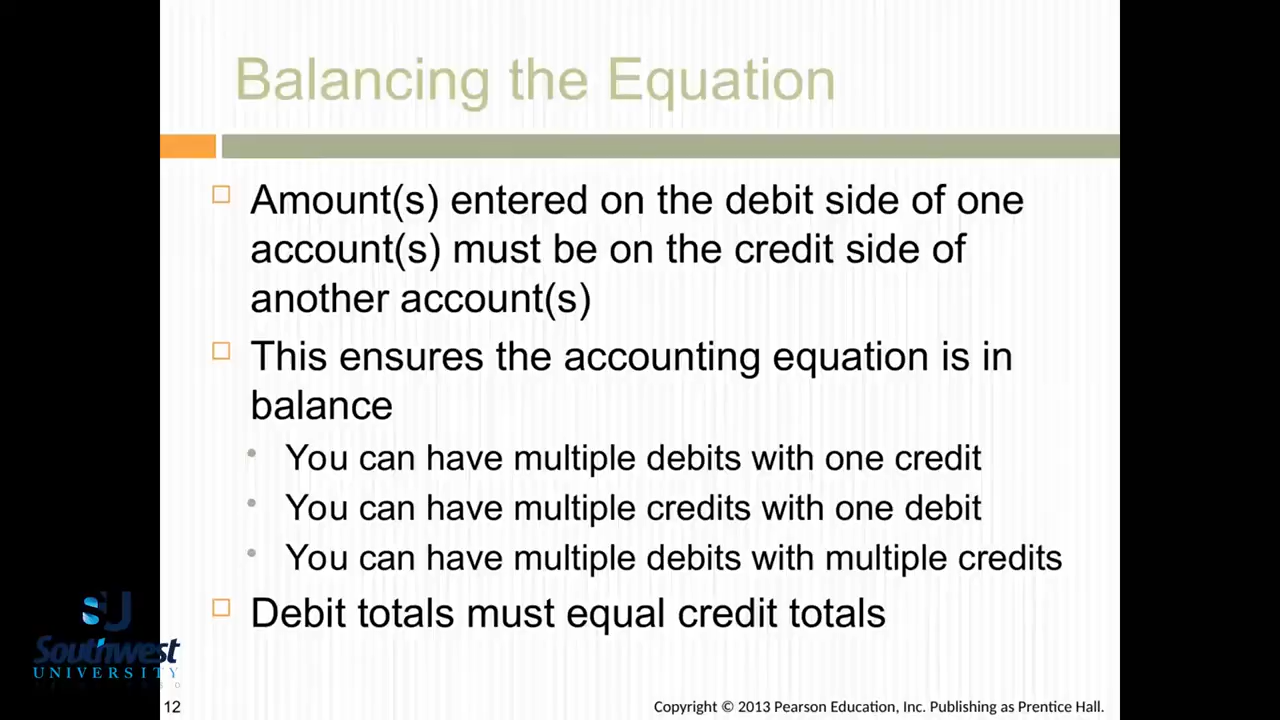 Balancing the Equation
Amount(s) entered on the debit side of one
account(s) must be on the credit side of
another account(s)
This ensures the accounting equation is in
balance
You can have multiple debits with one credit
You can have multiple credits with one debit
You can have multiple debits with multiple credits
Debit totals must equal credit totals
SU
Southwest
UNIVERSITY
12
Copyright © 2013 Pearson Education, Inc. Publishing as Prentice Hall.